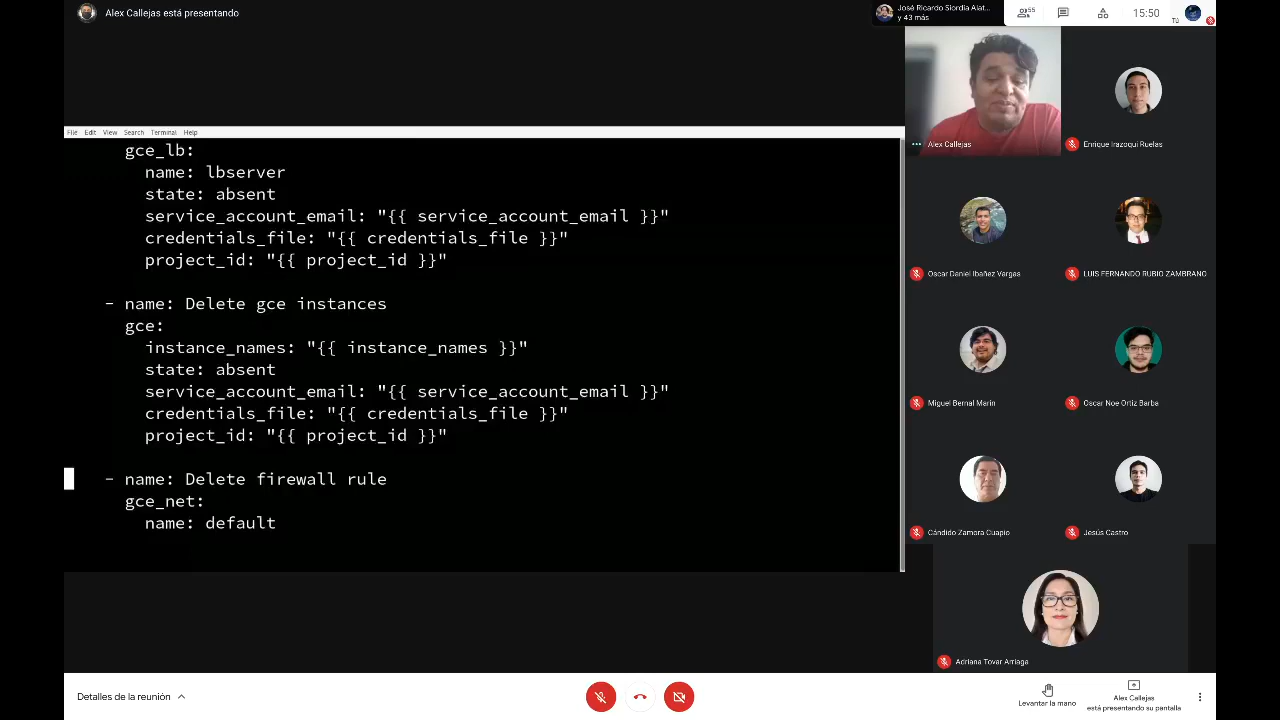 Alex Callejas está presentando
José Ricardo Siordia Alat...
y 43 más
55
15:50
Tú
File Edit View Search Terminal Help
gce_lb:
name: lbserver
state: absent
service_account_email: "{{ service_account_email }}"
credentials_file: "{{ credentials_file }}"
project_id: "{{ project_id }}"
- name: Delete gce instances
gce:
instance_names: "{{ instance_names }}"
state: absent
service_account_email: "{{ service_account_email }}"
credentials_file: "{{ credentials_file }}"
project_id: "{{ project_id }}"
- name: Delete firewall rule
gce_net:
name: default
Alex Callejas
Enrique Irazoqui Ruelas
Oscar Daniel Ibañez Vargas
LUIS FERNANDO RUBIO ZAMBRANO
Miguel Bernal Marin
Oscar Noe Ortiz Barba
Cándido Zamora Cuapio
Jesús Castro
Adriana Tovar Arriaga
Detalles de la reunión
Levantar la mano
Alex Callejas
está presentando su pantalla